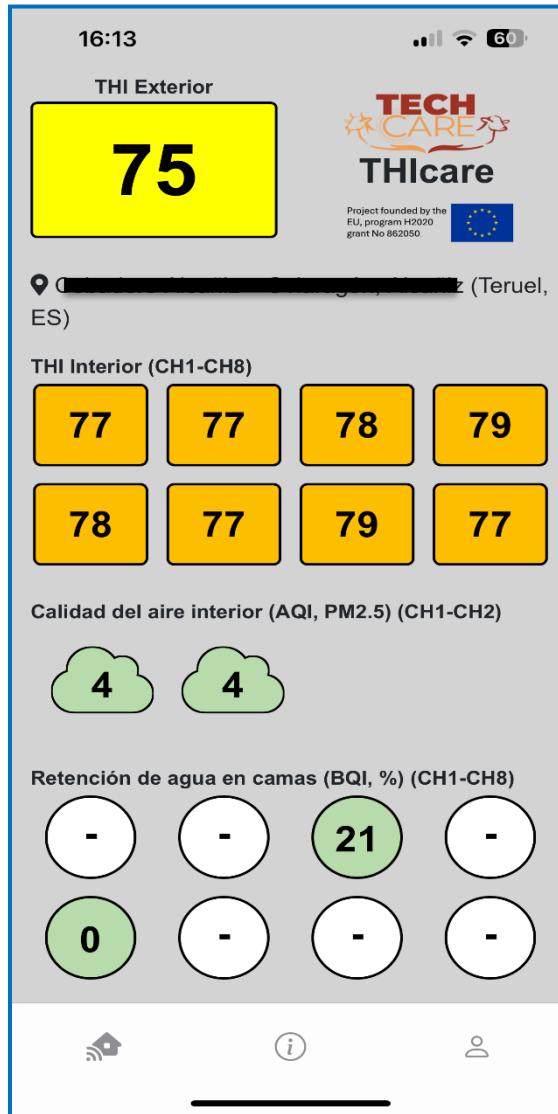 16:13
60
THI Exterior
75
TECH
CARE
THIcare
Project founded by the
EU, program H2020
grant No 862050.
(Teruel,
ES)
THI Interior (CH1-CH8)
77 77 78 79
78 77 79 77
Calidad del aire interior (AQI, PM2.5) (CH1-CH2)
4 4
Retención de agua en camas (BQI, %) (CH1-CH8)
- - 21 -
0 - - -
i